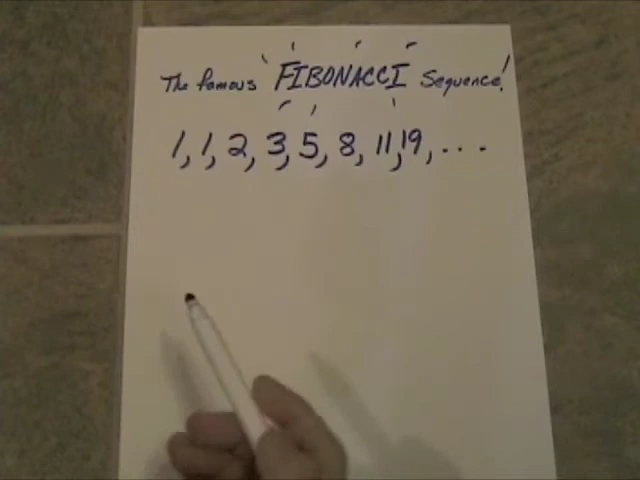 The famous FIBONACCI Sequence!
1, 1, 2, 3, 5, 8, 11, 19, ...